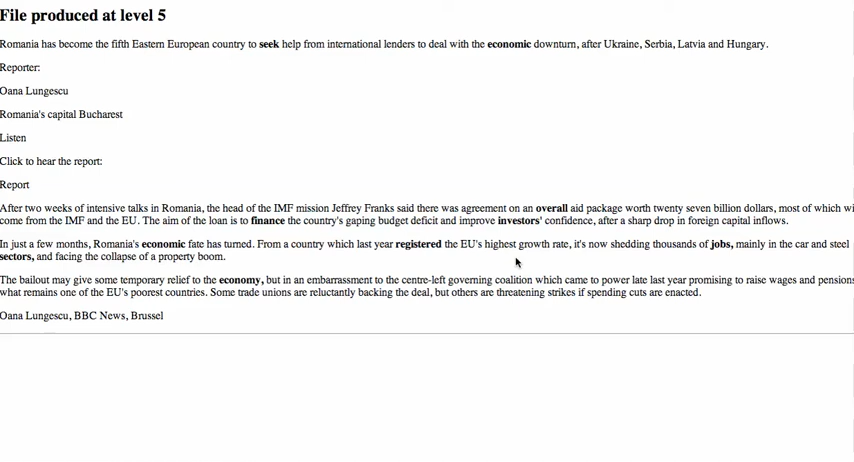 File produced at level 5
Romania has become the fifth Eastern European country to seek help from international lenders to deal with the economic downturn, after Ukraine, Serbia, Latvia and Hungary.
Reporter:
Oana Lungescu
Romania's capital Bucharest
Listen
Click to hear the report:
Report
After two weeks of intensive talks in Romania, the head of the IMF mission Jeffrey Franks said there was agreement on an overall aid package worth twenty seven billion dollars, most of which wi
come from the IMF and the EU. The aim of the loan is to finance the country's gaping budget deficit and improve investors' confidence, after a sharp drop in foreign capital inflows.
In just a few months, Romania's economic fate has turned. From a country which last year registered the EU's highest growth rate, it's now shedding thousands of jobs, mainly in the car and steel
sectors, and facing the collapse of a property boom.
The bailout may give some temporary relief to the economy, but in an embarrassment to the centre-left governing coalition which came to power late last year promising to raise wages and pensions
what remains one of the EU's poorest countries. Some trade unions are reluctantly backing the deal, but others are threatening strikes if spending cuts are enacted.
Oana Lungescu, BBC News, Brussel